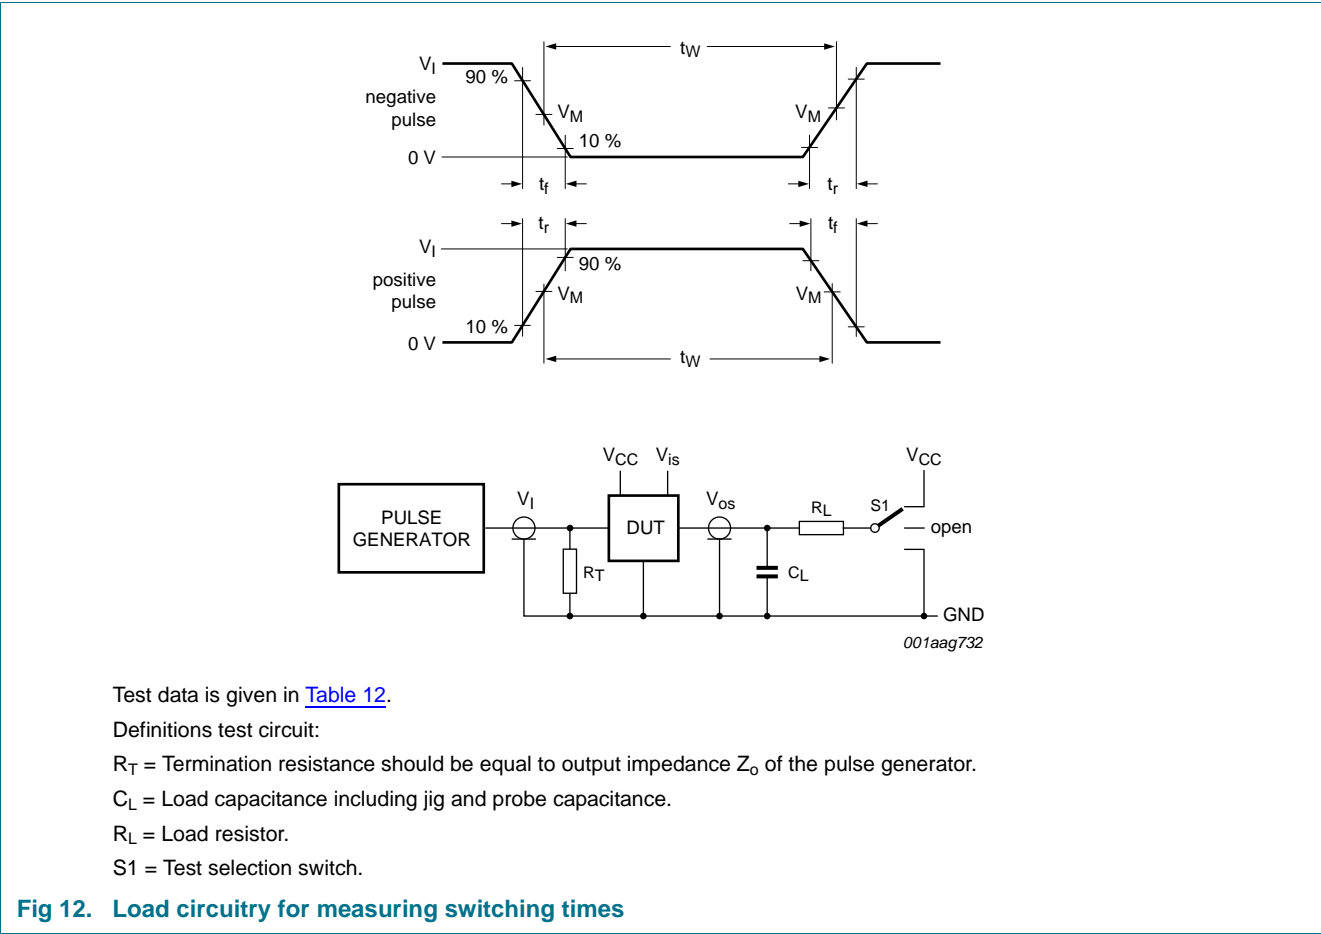 tW
VI
90 %
negative
pulse
VM
VM
10 %
0 V
tf
tr
tr
tf
VI
90 %
positive
pulse
VM
VM
10 %
0 V
tW
VCC
Vis
VCC
PULSE
GENERATOR
VI
DUT
Vos
RL
S1
open
RT
CL
GND
001aag732
Test data is given in Table 12.
Definitions test circuit:
RT = Termination resistance should be equal to output impedance Zo of the pulse generator.
CL = Load capacitance including jig and probe capacitance.
RL = Load resistor.
S1 = Test selection switch.
Fig 12. Load circuitry for measuring switching times